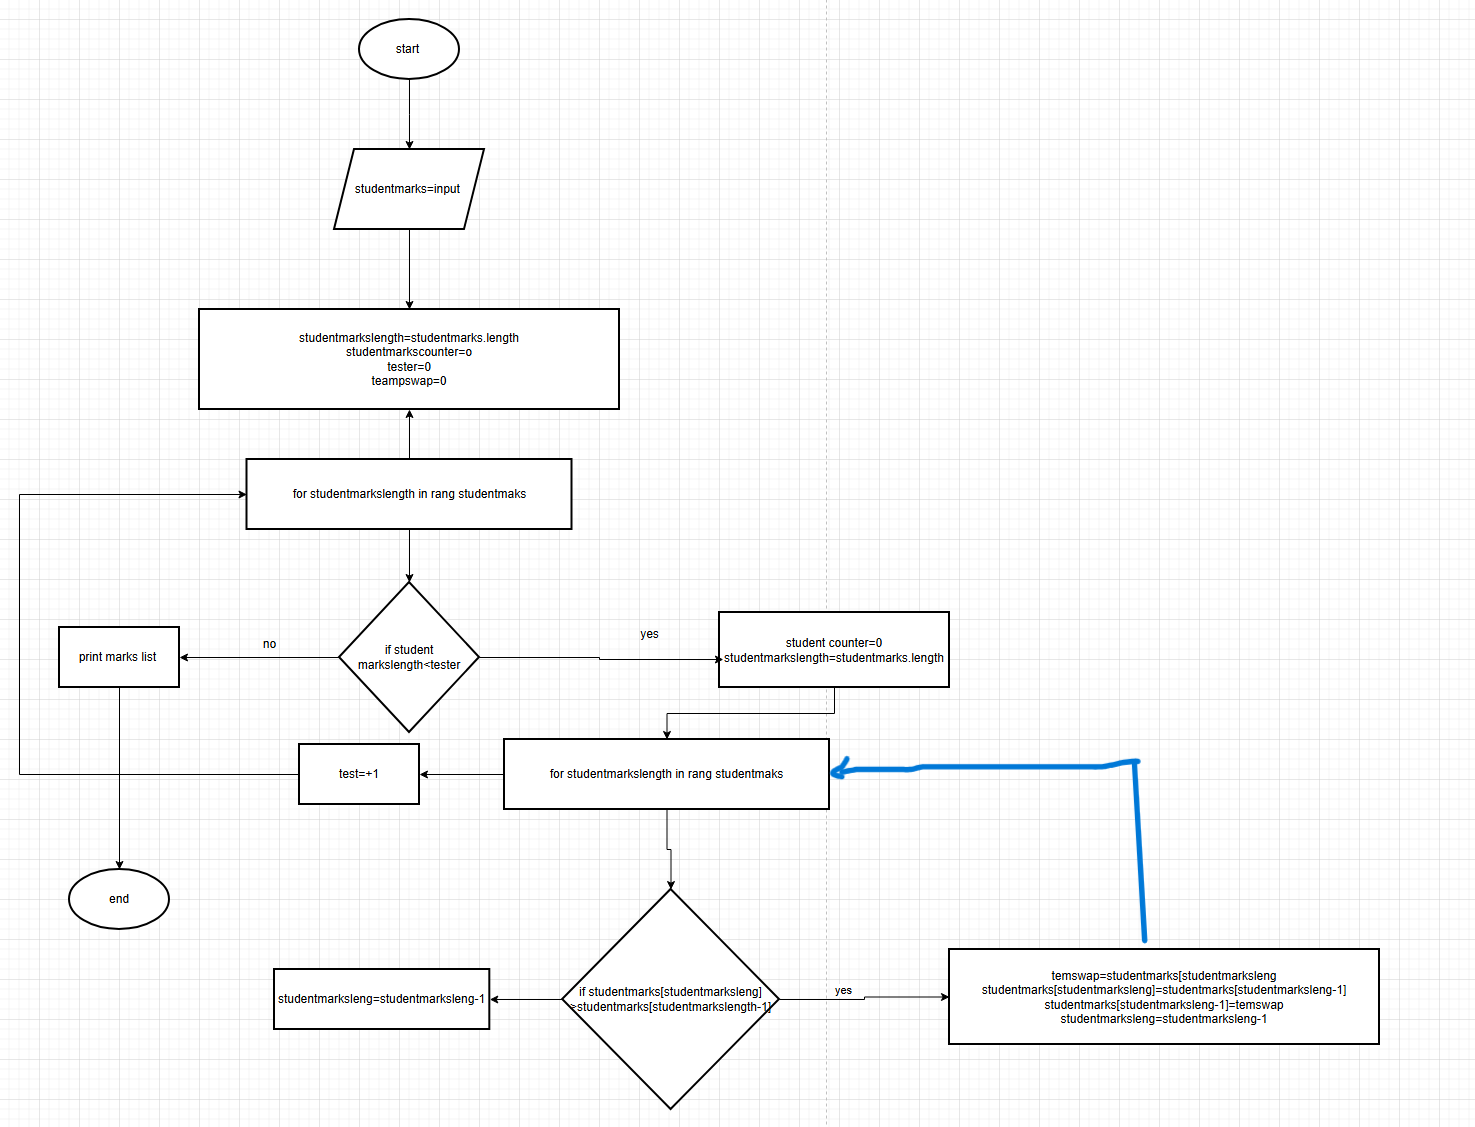 start
studentmarks=input
studentmarkslength=studentmarks.length
studentmarkscounter=o
tester=0
teampswap=0
for studentmarkslength in rang studentmaks
if student
markslength<tester
no
yes
print marks list
student counter=0
studentmarkslength=studentmarks.length
test=+1
for studentmarkslength in rang studentmaks
end
studentmarksleng=studentmarksleng-1
if studentmarks[studentmarksleng]
>studentmarks[studentmarkslength-1]
yes
temswap=studentmarks[studentmarksleng
studentmarks[studentmarksleng]=studentmarks[studentmarksleng-1]
studentmarks[studentmarksleng-1]=temswap
studentmarksleng=studentmarksleng-1